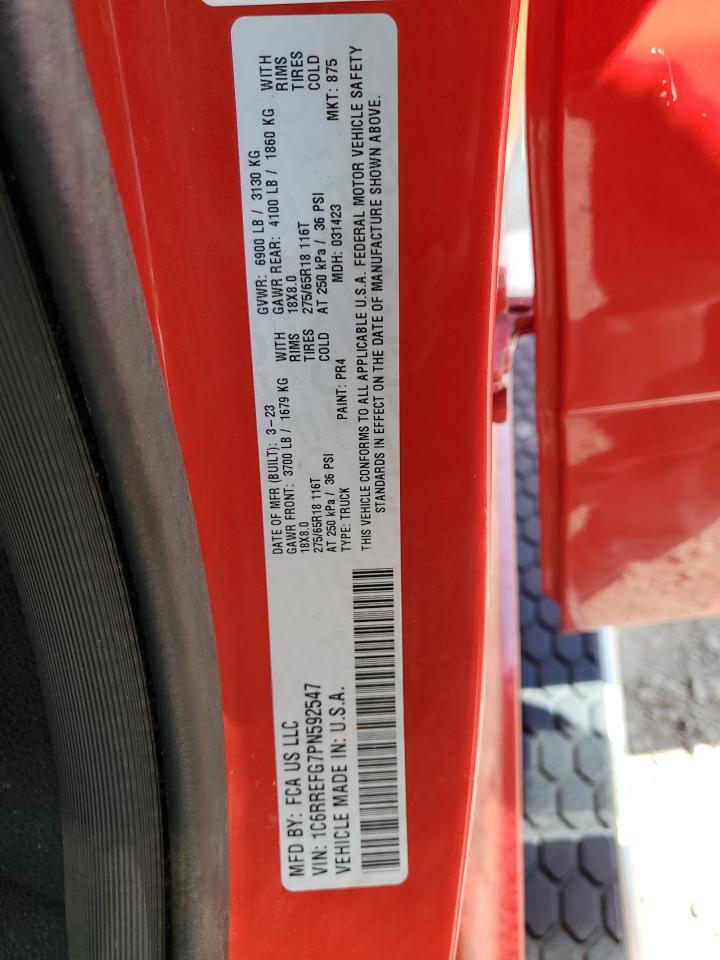 MFD BY: FCA US LLC
VIN: 1C6RREFG7PN592547
VEHICLE MADE IN: U.S.A.
DATE OF MFR (BUILT): 3-23 GVWR: 6900 LB / 3130 KG
GAWR FRONT: 3700 LB / 1679 KG WITH GAWR REAR: 4100 LB / 1860 KG WITH
18X8.0 RIMS 18X8.0 RIMS
275/65R18 116T TIRES 275/65R18 116T TIRES
AT 250 kPa / 36 PSI COLD AT 250 kPa / 36 PSI COLD
TYPE: TRUCK PAINT: PR4 MDH: 031423 MKT: 875
THIS VEHICLE CONFORMS TO ALL APPLICABLE U.S.A. FEDERAL MOTOR VEHICLE SAFETY
STANDARDS IN EFFECT ON THE DATE OF MANUFACTURE SHOWN ABOVE.